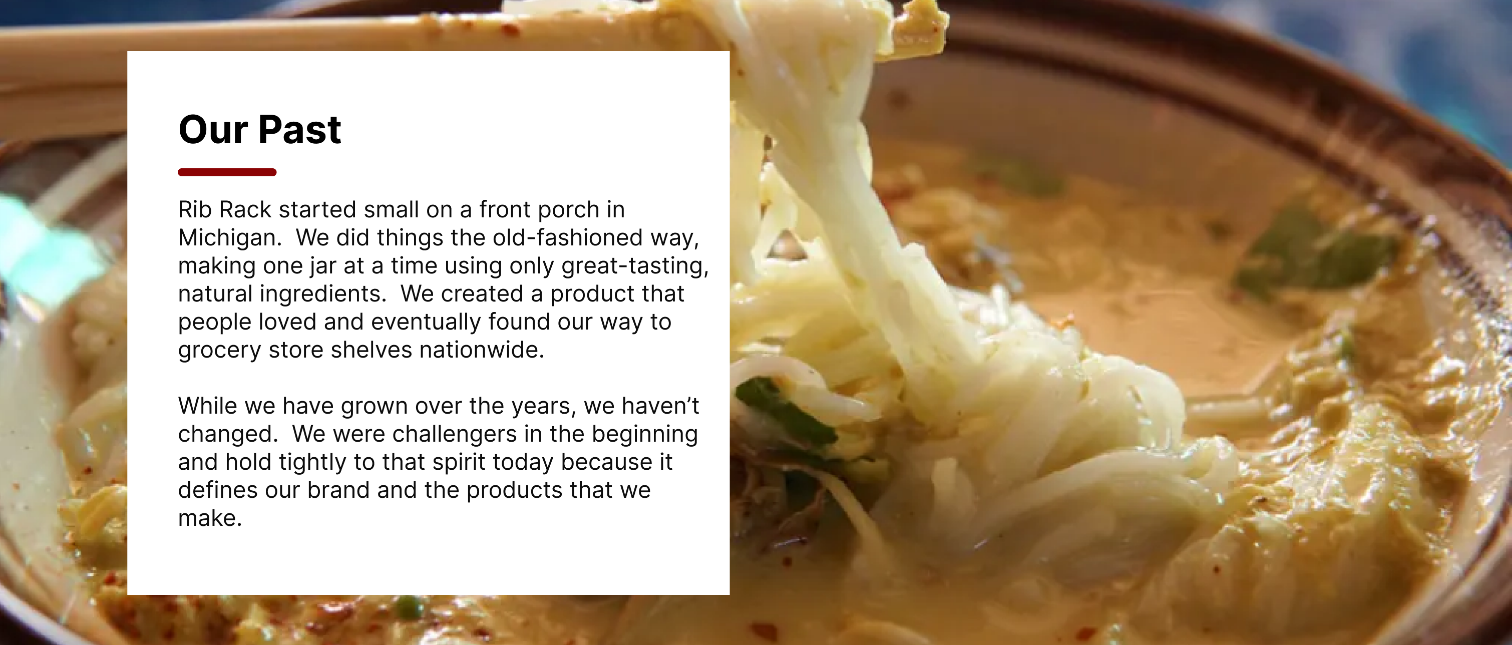 Our Past
Rib Rack started small on a front porch in
Michigan.  We did things the old-fashioned way,
making one jar at a time using only great-tasting,
natural ingredients.  We created a product that
people loved and eventually found our way to
grocery store shelves nationwide.
While we have grown over the years, we haven’t
changed.  We were challengers in the beginning
and hold tightly to that spirit today because it
defines our brand and the products that we
make.